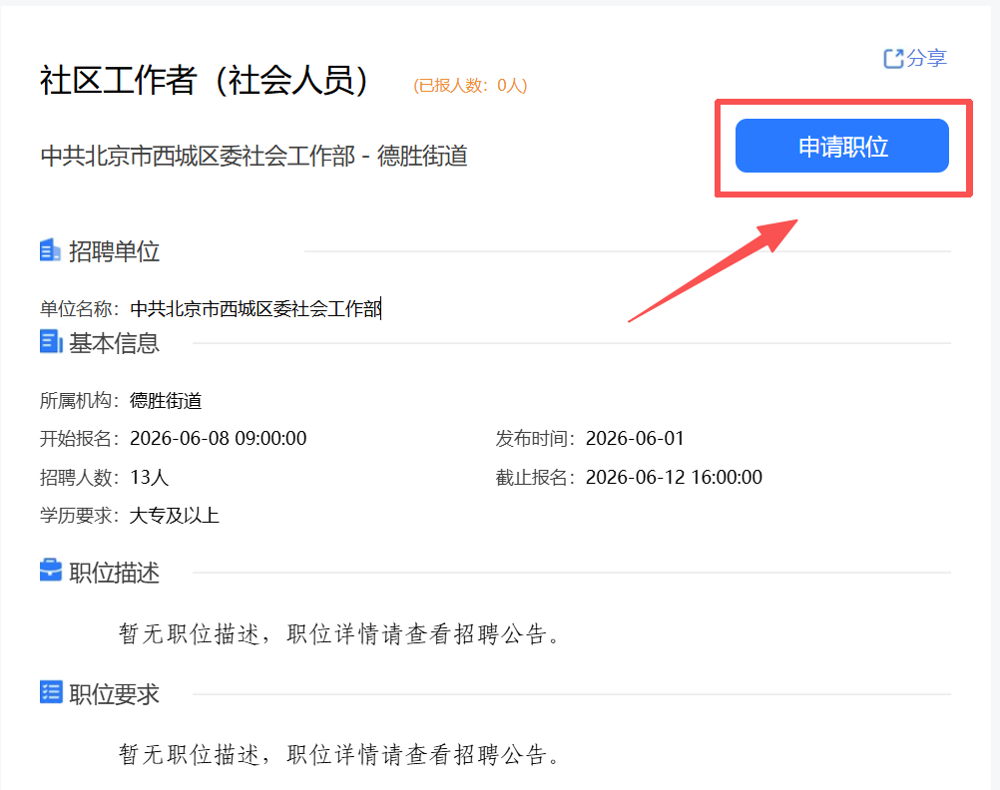 分享
社区工作者（社会人员） (已报人数：0人)
申请职位
中共北京市西城区委社会工作部 - 德胜街道
招聘单位
单位名称：中共北京市西城区委社会工作部
基本信息
所属机构：德胜街道
开始报名：2026-06-08 09:00:00 发布时间：2026-06-01
招聘人数：13人 截止报名：2026-06-12 16:00:00
学历要求：大专及以上
职位描述
暂无职位描述，职位详情请查看招聘公告。
职位要求
暂无职位描述，职位详情请查看招聘公告。